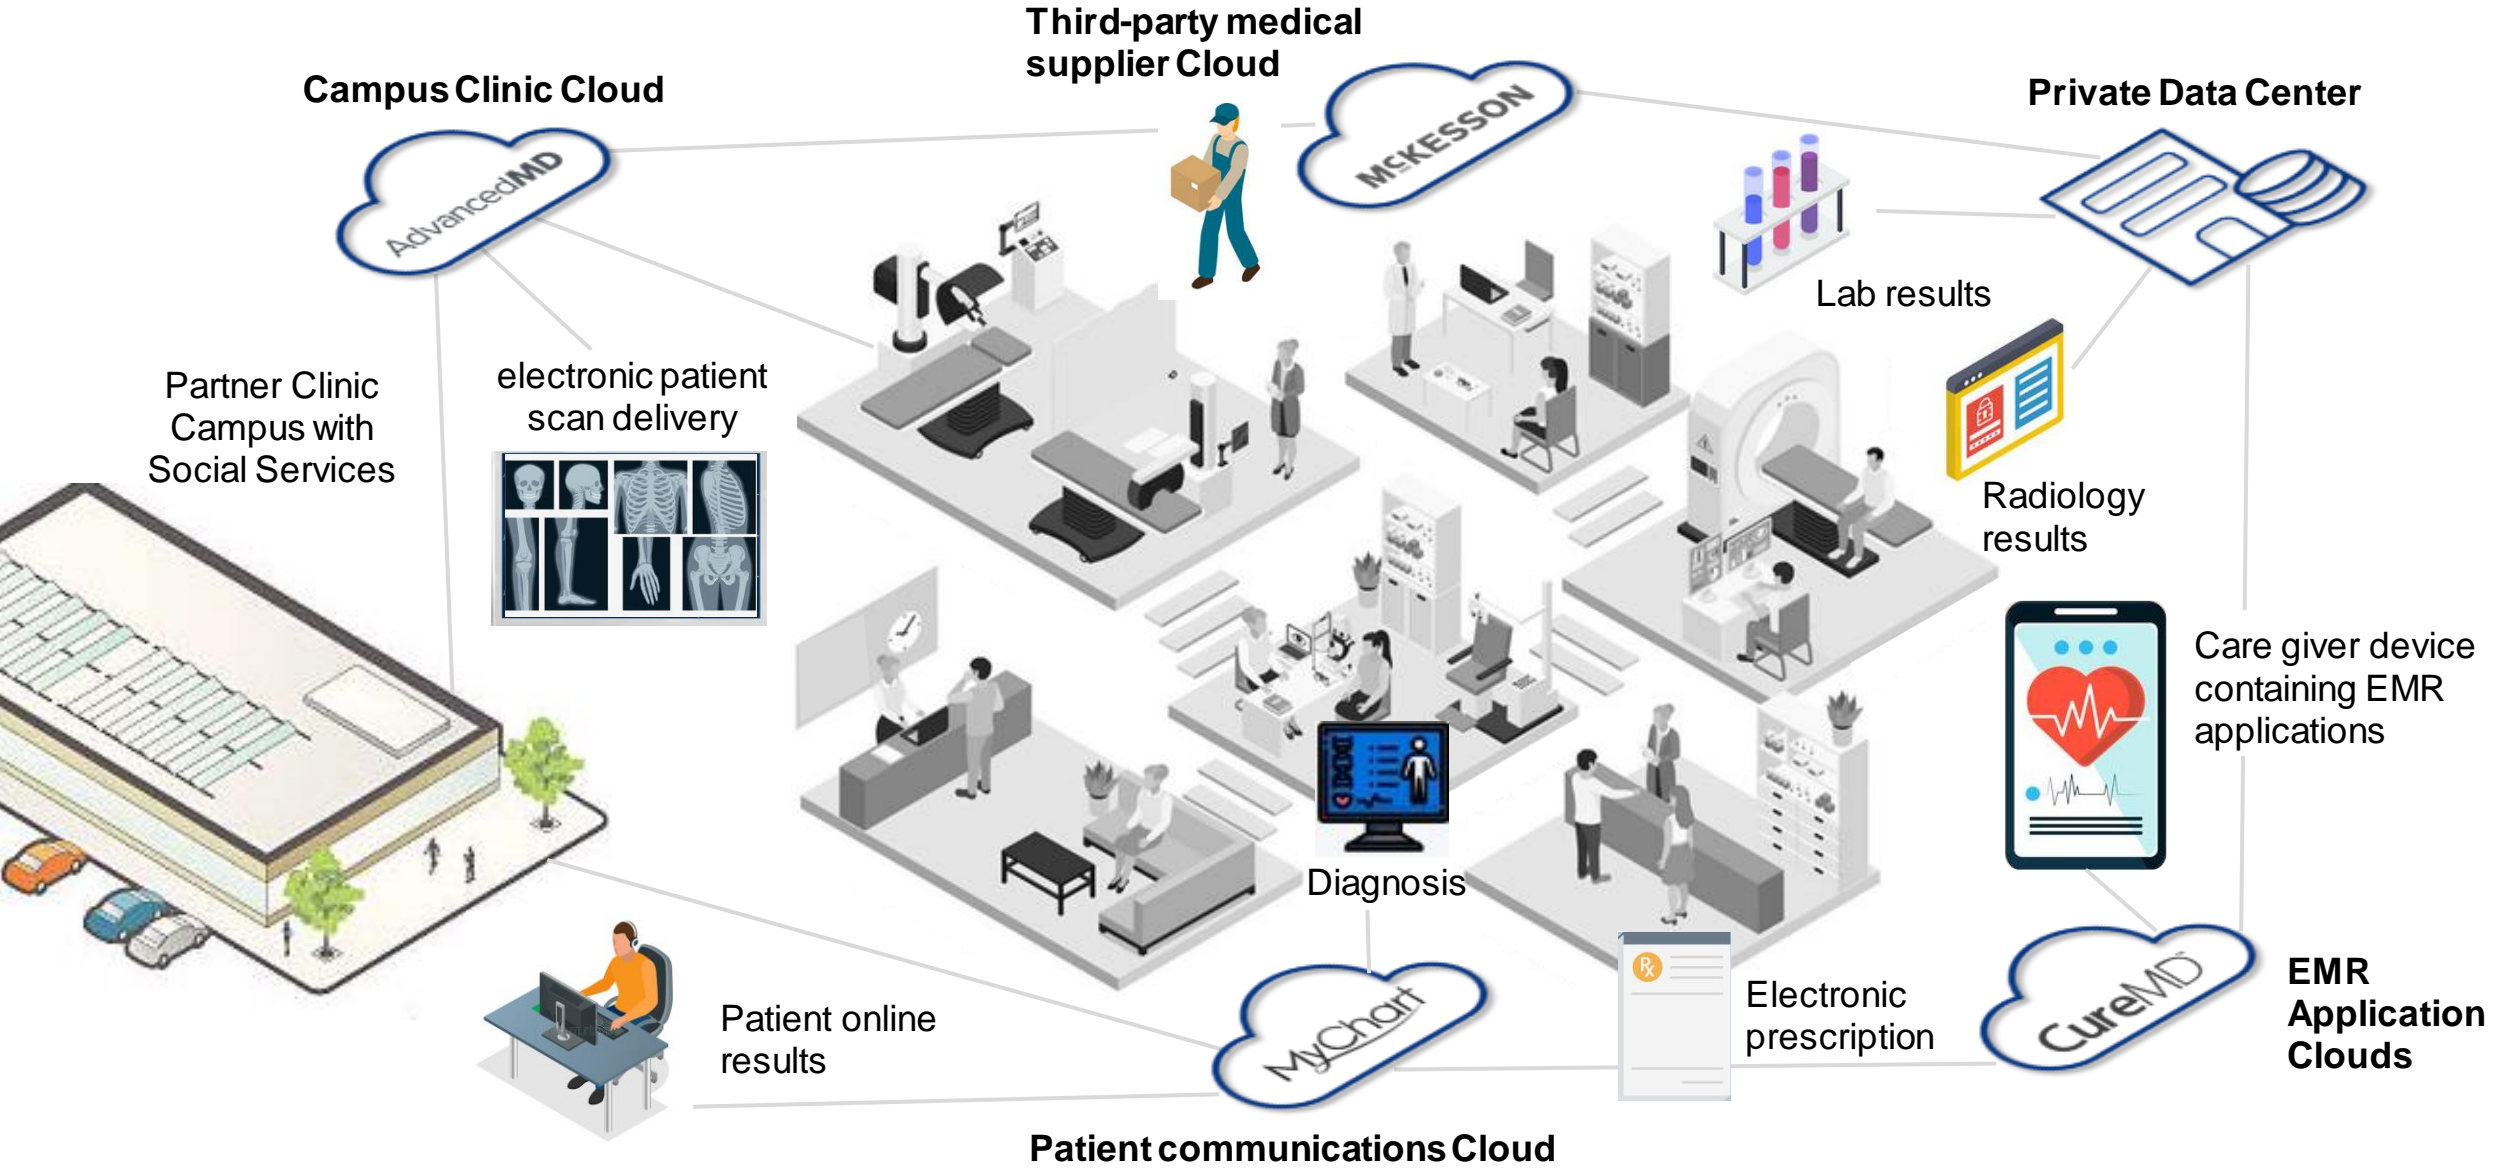 Third-party medical
supplier Cloud
Campus Clinic Cloud
Private Data Center
McKESSON
AdvancedMD
Lab results
Partner Clinic
Campus with
Social Services
electronic patient
scan delivery
Radiology
results
Care giver device
containing EMR
applications
Diagnosis
Rx
MyChart
CureMD™
Electronic
prescription
EMR
Application
Clouds
Patient online
results
Patient communications Cloud